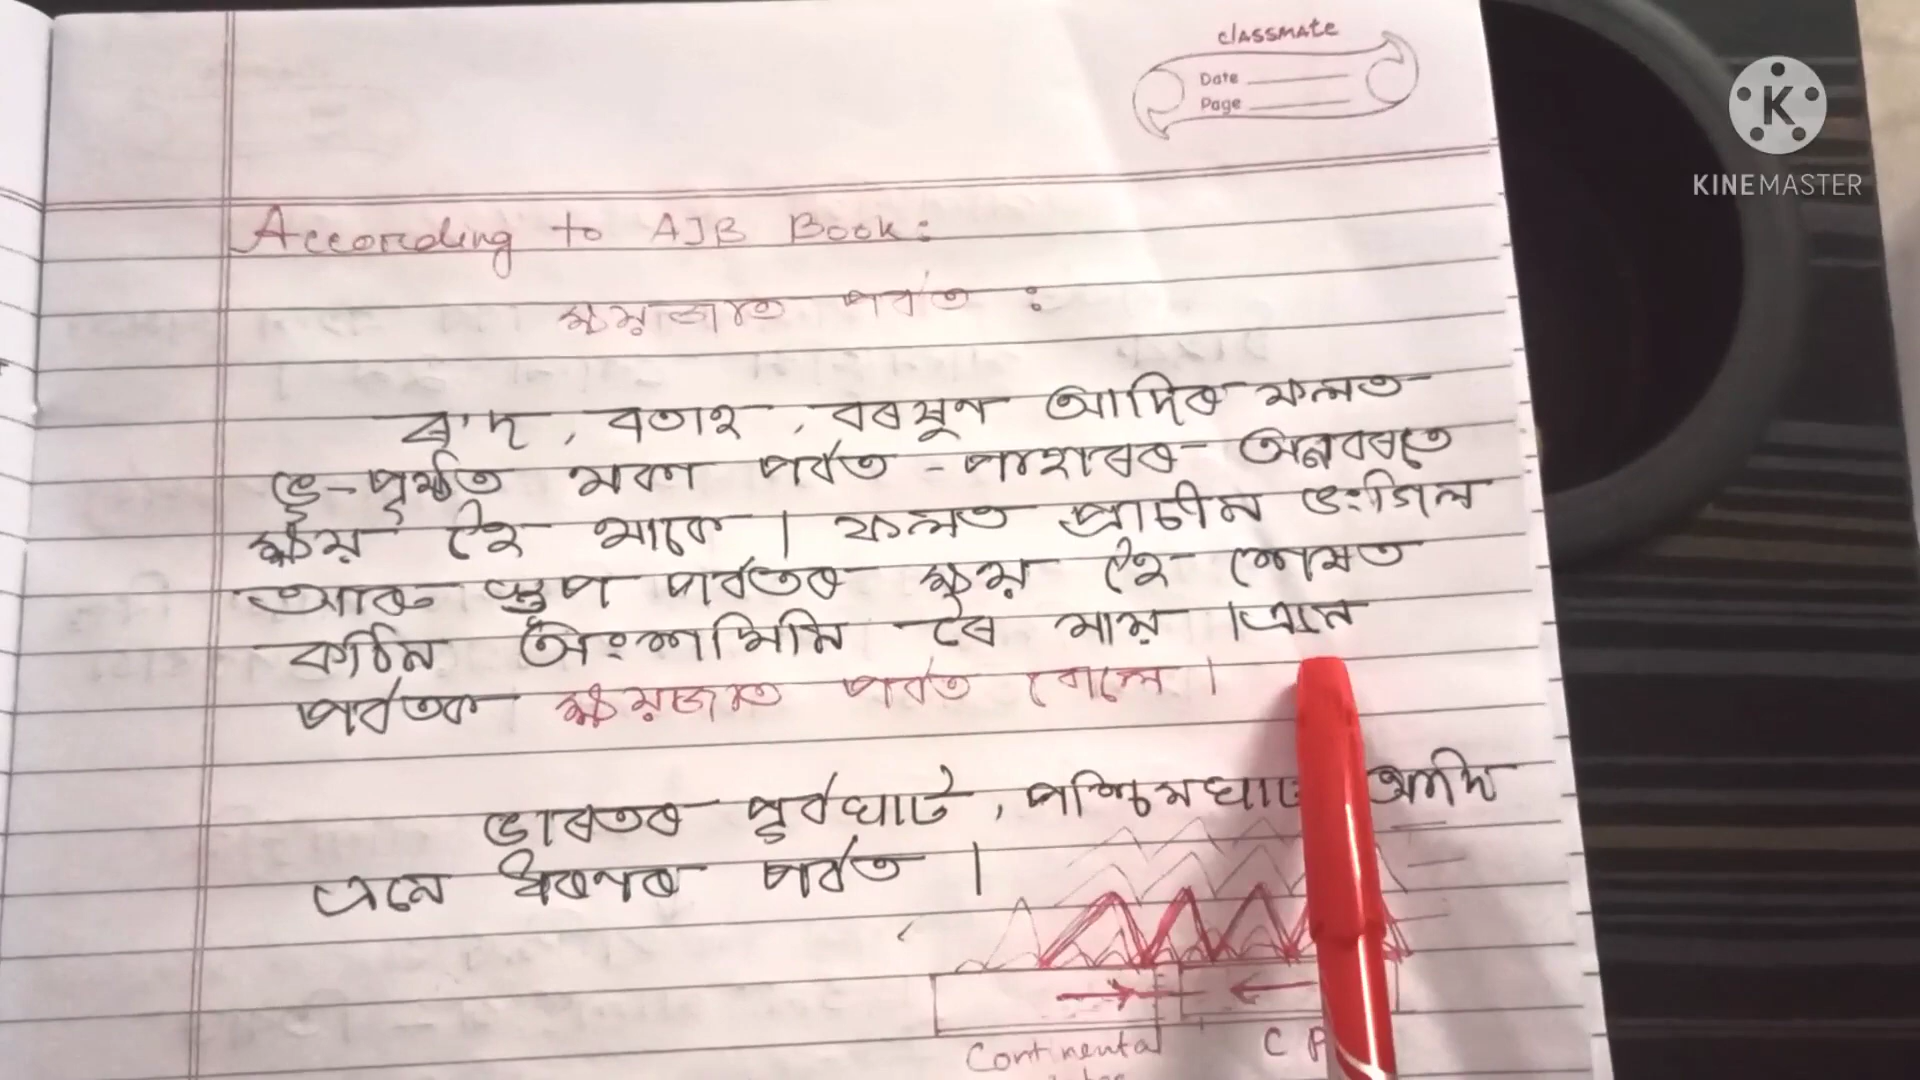 classmate
Date
Page
K
KINEMASTER
According to AJB Book:
ক্ষয়জাত পৰ্বত :
ৰ'দ, বতাহ, বৰষুণ আদিৰ ফলত
ভূ-পৃষ্ঠত থকা পৰ্বত-পাহাৰৰ অনবৰতে
ক্ষয় হৈ থাকে। ফলত প্ৰাচীন ভংগিল
আৰু স্তূপ পৰ্বতৰ ক্ষয় হৈ শেষত
কঠিন অংশখিনি ৰৈ যায়। এনে
পৰ্বতক ক্ষয়জাত পৰ্বত বোলে।
ভাৰতৰ পূৰ্বঘাট, পশ্চিমঘাট আদি
এনে ধৰণৰ পৰ্বত।
Continental C P